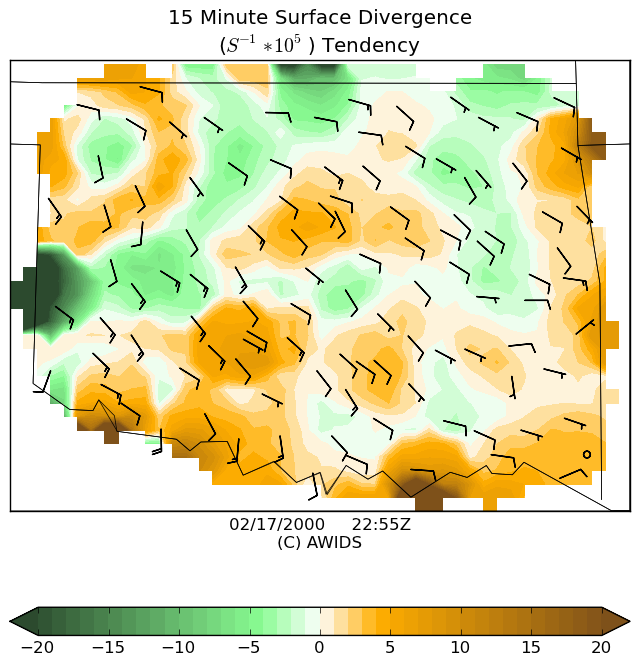 15 Minute Surface Divergence
(S⁻¹ *10⁵ ) Tendency
02/17/2000 22:55Z
(C) AWIDS
−20 −15 −10 −5 0 5 10 15 20